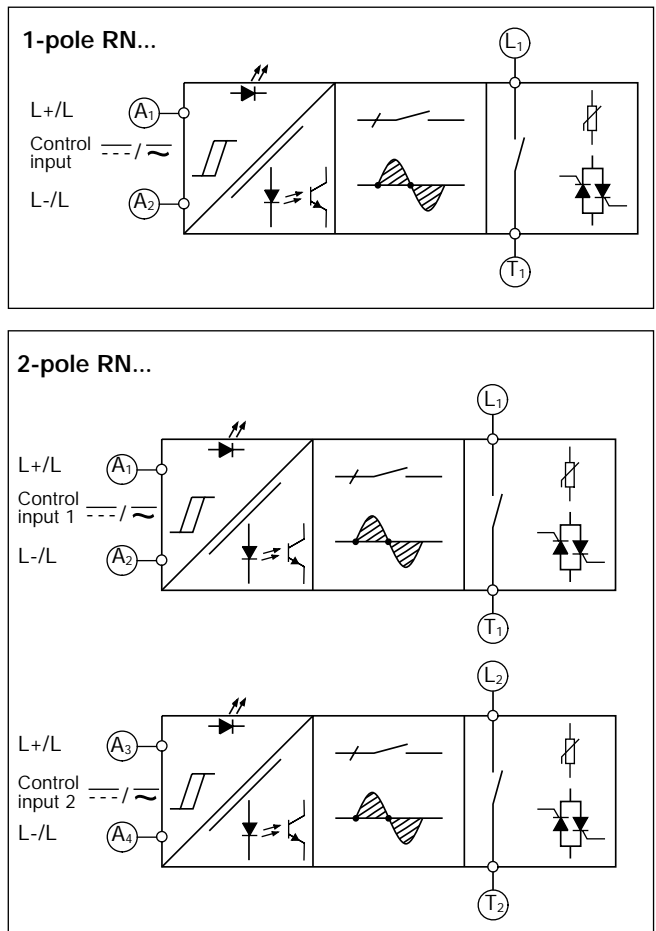 1-pole RN...
L1
L+/L A1
Control
input
L-/L A2
T1
2-pole RN...
L1
L+/L A1
Control
input 1
L-/L A2
T1
L2
L+/L A3
Control
input 2
L-/L A4
T2